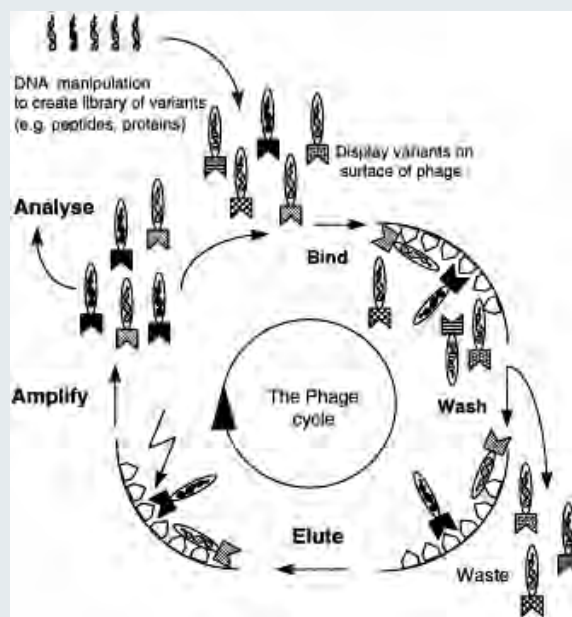 DNA manipulation
to create library of variants
(e.g. peptides, proteins)
Display variants on
surface of phage
Analyse
Bind
The Phage
cycle
Wash
Amplify
Elute
Waste